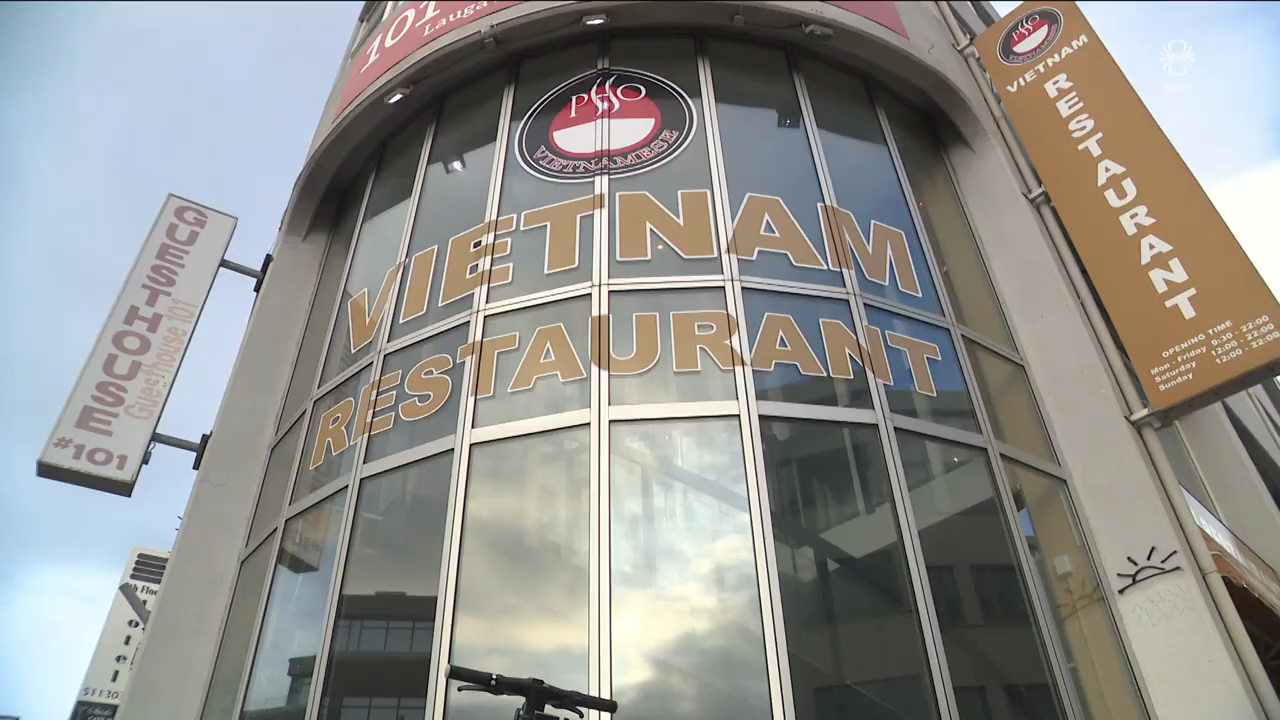 101
Lauga
PHO
VIETNAMESE
VIETNAM
RESTAURANT
GUESTHOUSE
Guesthouse 101
#101
PHO
VIETNAMESE
VIETNAM
RESTAURANT
OPENING TIME
Mon - Friday 9:30 - 22:00
Saturday 12:00 - 22:00
Sunday 12:00 - 22:00
RÚV